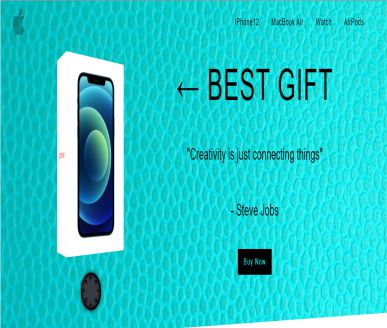 iPhone12 MacBook Air Watch AirPods
← BEST GIFT
"Creativity is just connecting things"
- Steve Jobs
Buy Now